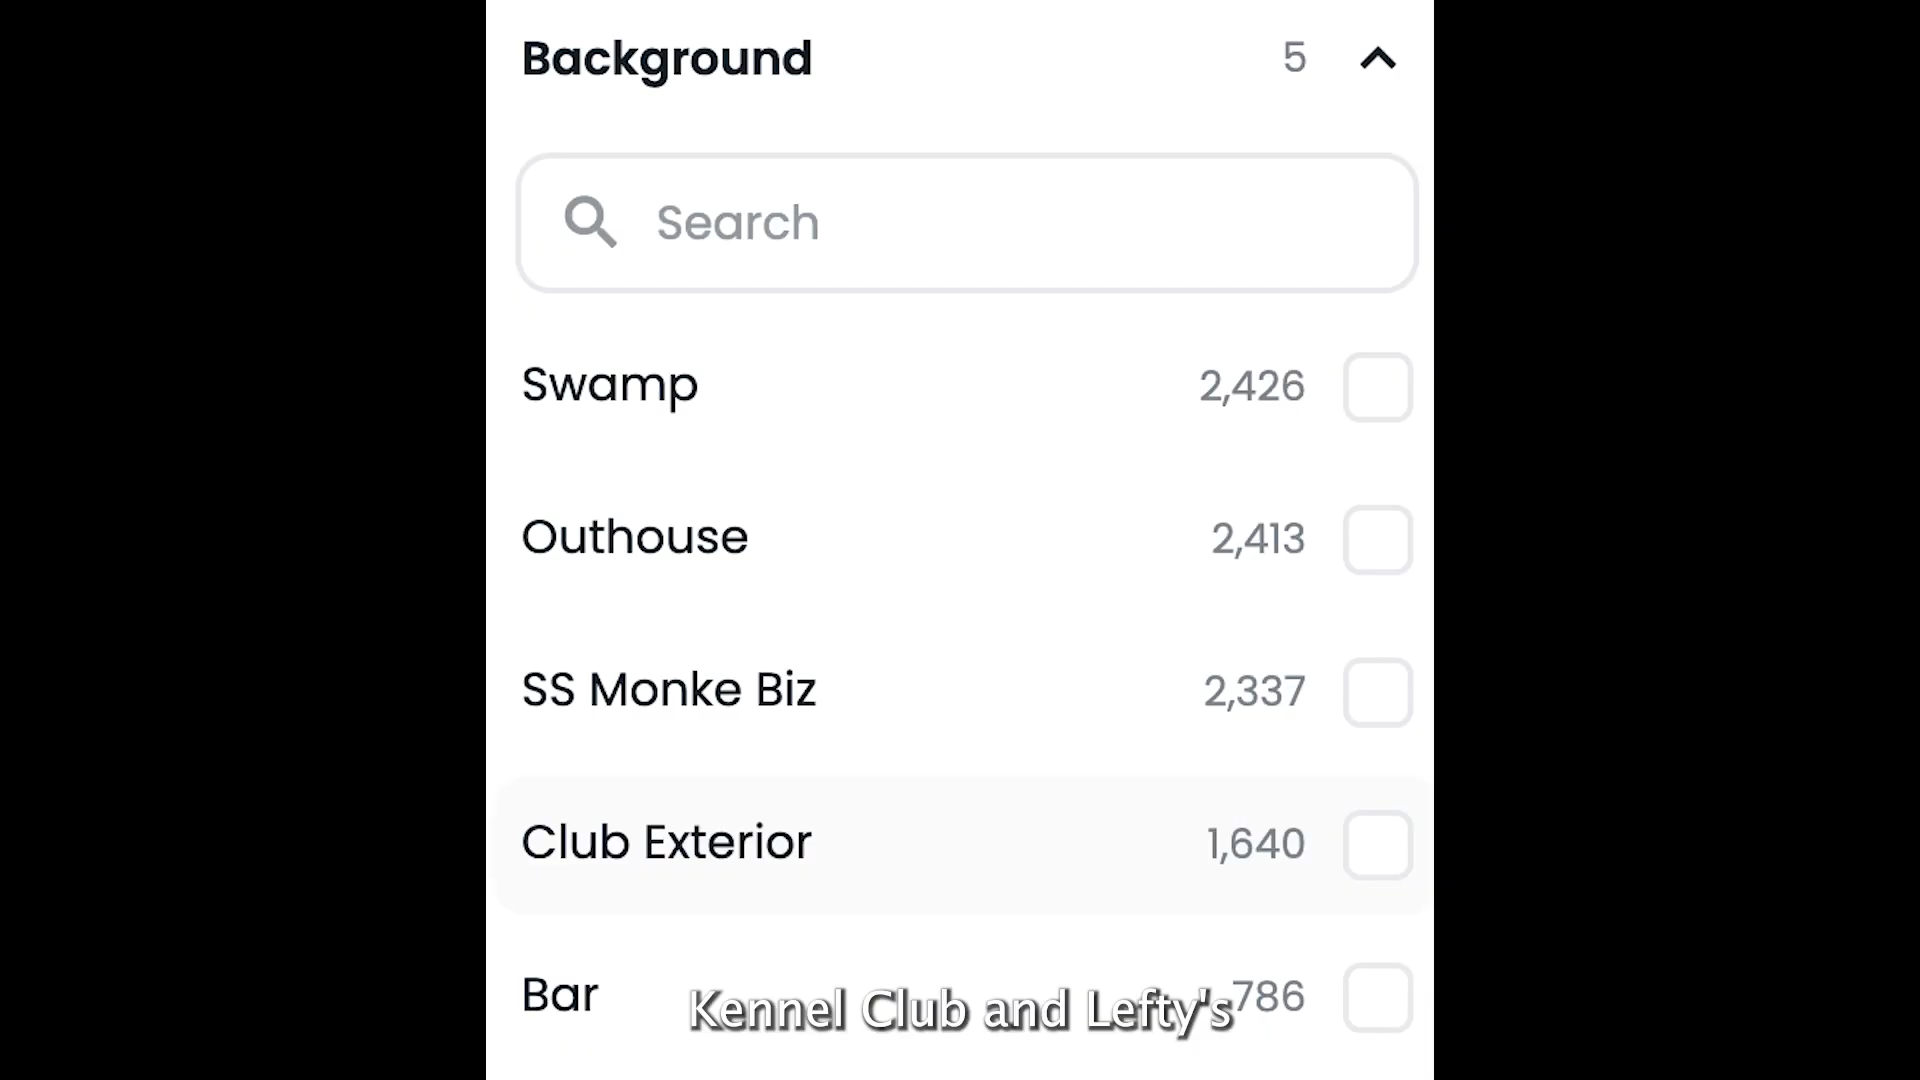 Background 5
Search
Swamp 2,426
Outhouse 2,413
SS Monke Biz 2,337
Club Exterior 1,640
Bar 786
Kennel Club and Lefty's